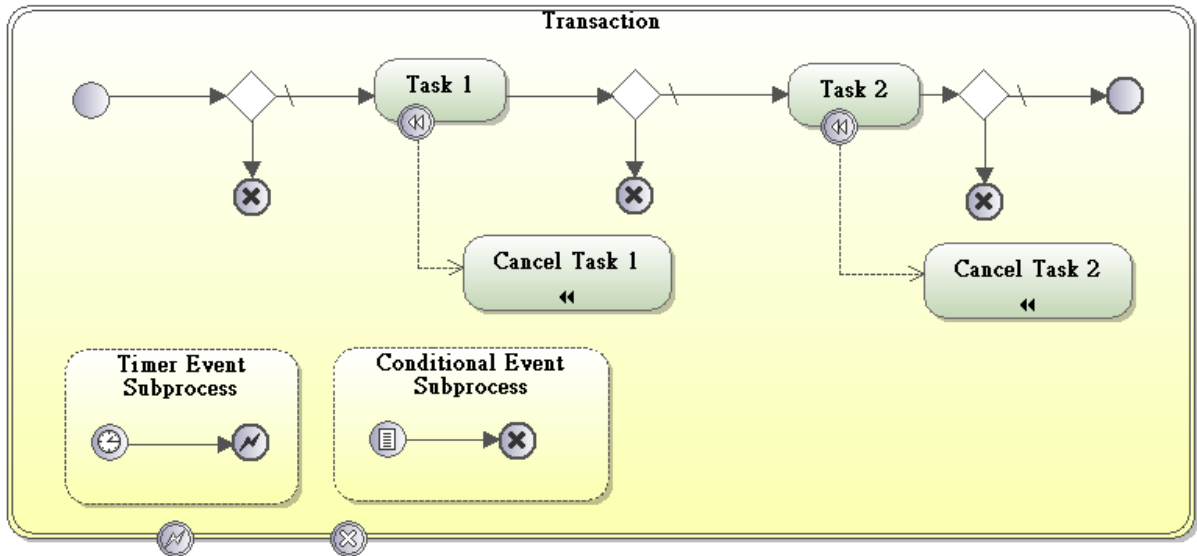 Transaction
Task 1
Task 2
Cancel Task 1
Cancel Task 2
Timer Event
Subprocess
Conditional Event
Subprocess